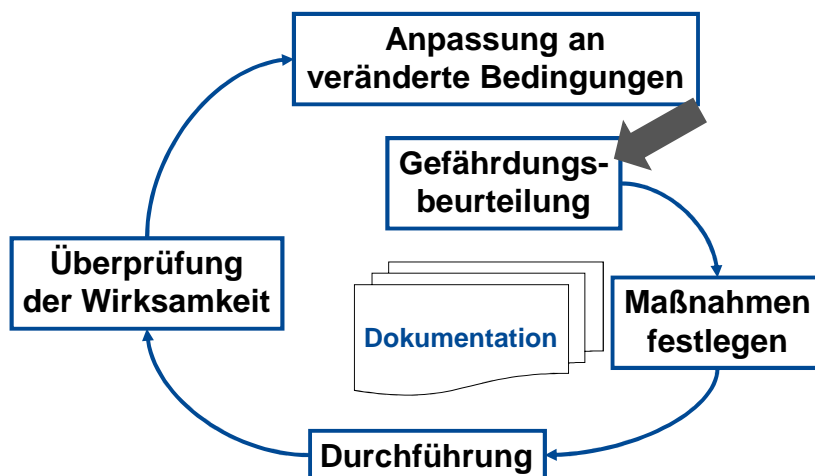 Anpassung an
veränderte Bedingungen
Gefährdungs-
beurteilung
Überprüfung
der Wirksamkeit
Maßnahmen
festlegen
Dokumentation
Durchführung